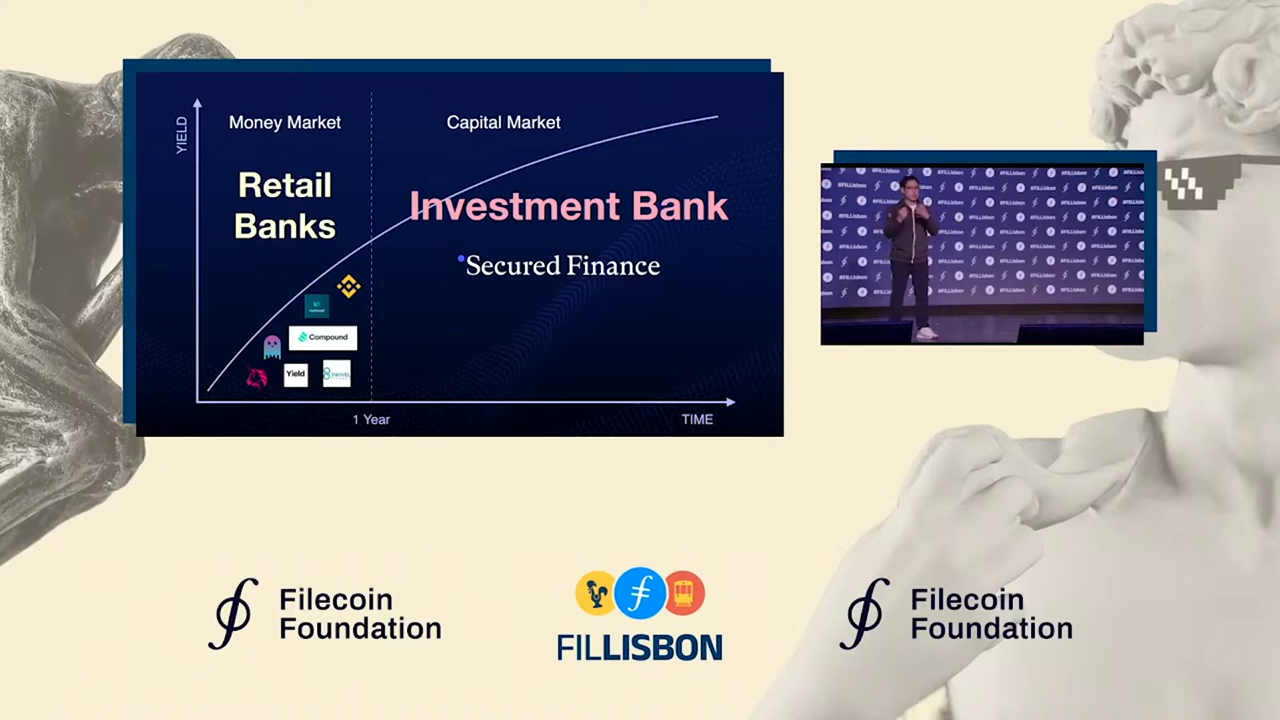 YIELD
Money Market
Capital Market
Retail
Banks
Investment Bank
Secured Finance
Compound
Yield
1 Year
TIME
#FILLisbon
Filecoin
Foundation
FILLISBON
Filecoin
Foundation